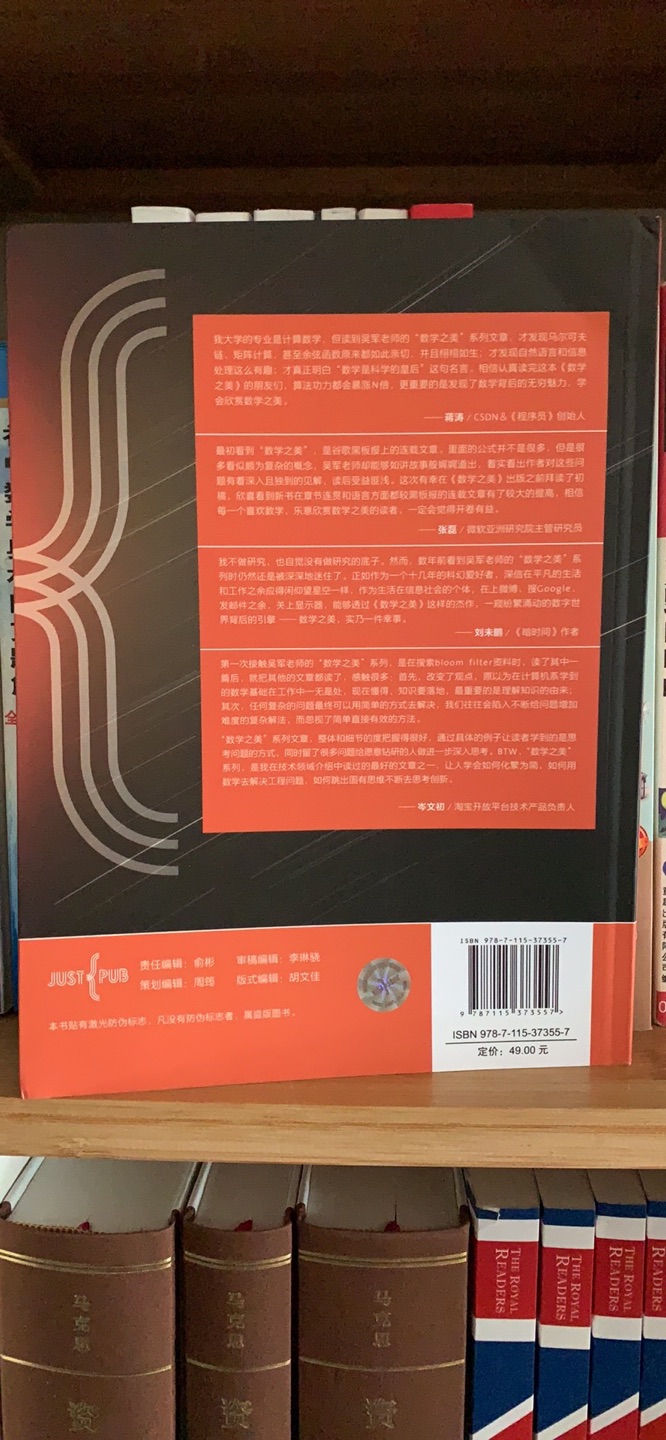 我大学的专业是计算数学，但读到吴军老师的“数学之美”系列文章，才发现马尔可夫
链、矩阵计算，甚至余弦函数原来都如此亲切，并且栩栩如生；才发现自然语言和信息
处理这么有趣；才真正明白“数学是科学的皇后”这句名言。相信认真读完这本《数学
之美》的朋友们，算法功力都会暴涨N倍，更重要的是发现了数学背后的无穷魅力，学
会欣赏数学之美。
——蒋涛 / CSDN＆《程序员》创始人
最初看到“数学之美”，是谷歌黑板报上的连载文章，里面的公式并不是很多，但是很
多看似颇为复杂的概念，吴军老师却能够如讲故事般娓娓道出，着实看出作者对这些问
题有着深入且独到的见解，读后受益匪浅。这次有幸在《数学之美》出版之前拜读了初
稿，欣喜看到新书在章节连贯和语言方面都较黑板报的连载文章有了较大的提高，相信
每一个喜欢数学、乐意欣赏数学之美的读者，一定会觉得开卷有益。
——张磊 / 微软亚洲研究院主管研究员
我不做研究，也自觉没有做研究的底子。然而，数年前看到吴军老师的“数学之美”系
列时仍然还是被深深地迷住了。正如作为一个十几年的科幻爱好者，深信在平凡的生活
和工作之余应得闲仰望星空一样，作为生活在信息社会的个体，在上微博、搜Google、
发邮件之余，关上显示器，能够透过《数学之美》这样的杰作，一窥纷繁涌动的数字世
界背后的引擎 —— 数学之美，实乃一件幸事。
——刘未鹏 / 《暗时间》作者
第一次接触吴军老师的“数学之美”系列，是在搜索bloom filter资料时，读了其中一
篇后，就把其他的文章都读了，感触很多：首先，改变了观点，原以为在计算机系学到
的数学基础在工作中一无是处，现在懂得，知识要落地，最重要的是理解知识的由来；
其次，任何复杂的问题最终可以用简单的方式去解决，我们往往会陷入不断给问题增加
难度的复杂解法，而忽视了简单直接有效的方法。
“数学之美”系列文章，整体和细节的度把握得很好，通过具体的例子让读者学到的是思
考问题的方式，同时留了很多问题给愿意钻研的人做进一步深入思考。BTW，“数学之美”
系列，是我在技术领域介绍中读过的最好的文章之一，让人学会如何化繁为简，如何用
数学去解决工程问题，如何跳出固有思维不断去思考创新。
——岑文初 / 淘宝开放平台技术产品负责人
JUST PUB
责任编辑：俞彬 审稿编辑：李琳骁
策划编辑：周筠 版式编辑：胡文佳
本书贴有激光防伪标志，凡没有防伪标志者，属盗版图书。
ISBN 978-7-115-37355-7
9 787115 373557 >
ISBN 978-7-115-37355-7
定价：49.00 元
马克思
资
马克思
资
马克思
资
THE ROYAL
READERS
THE ROYAL
READERS
THE ROYAL
READERS
READERS